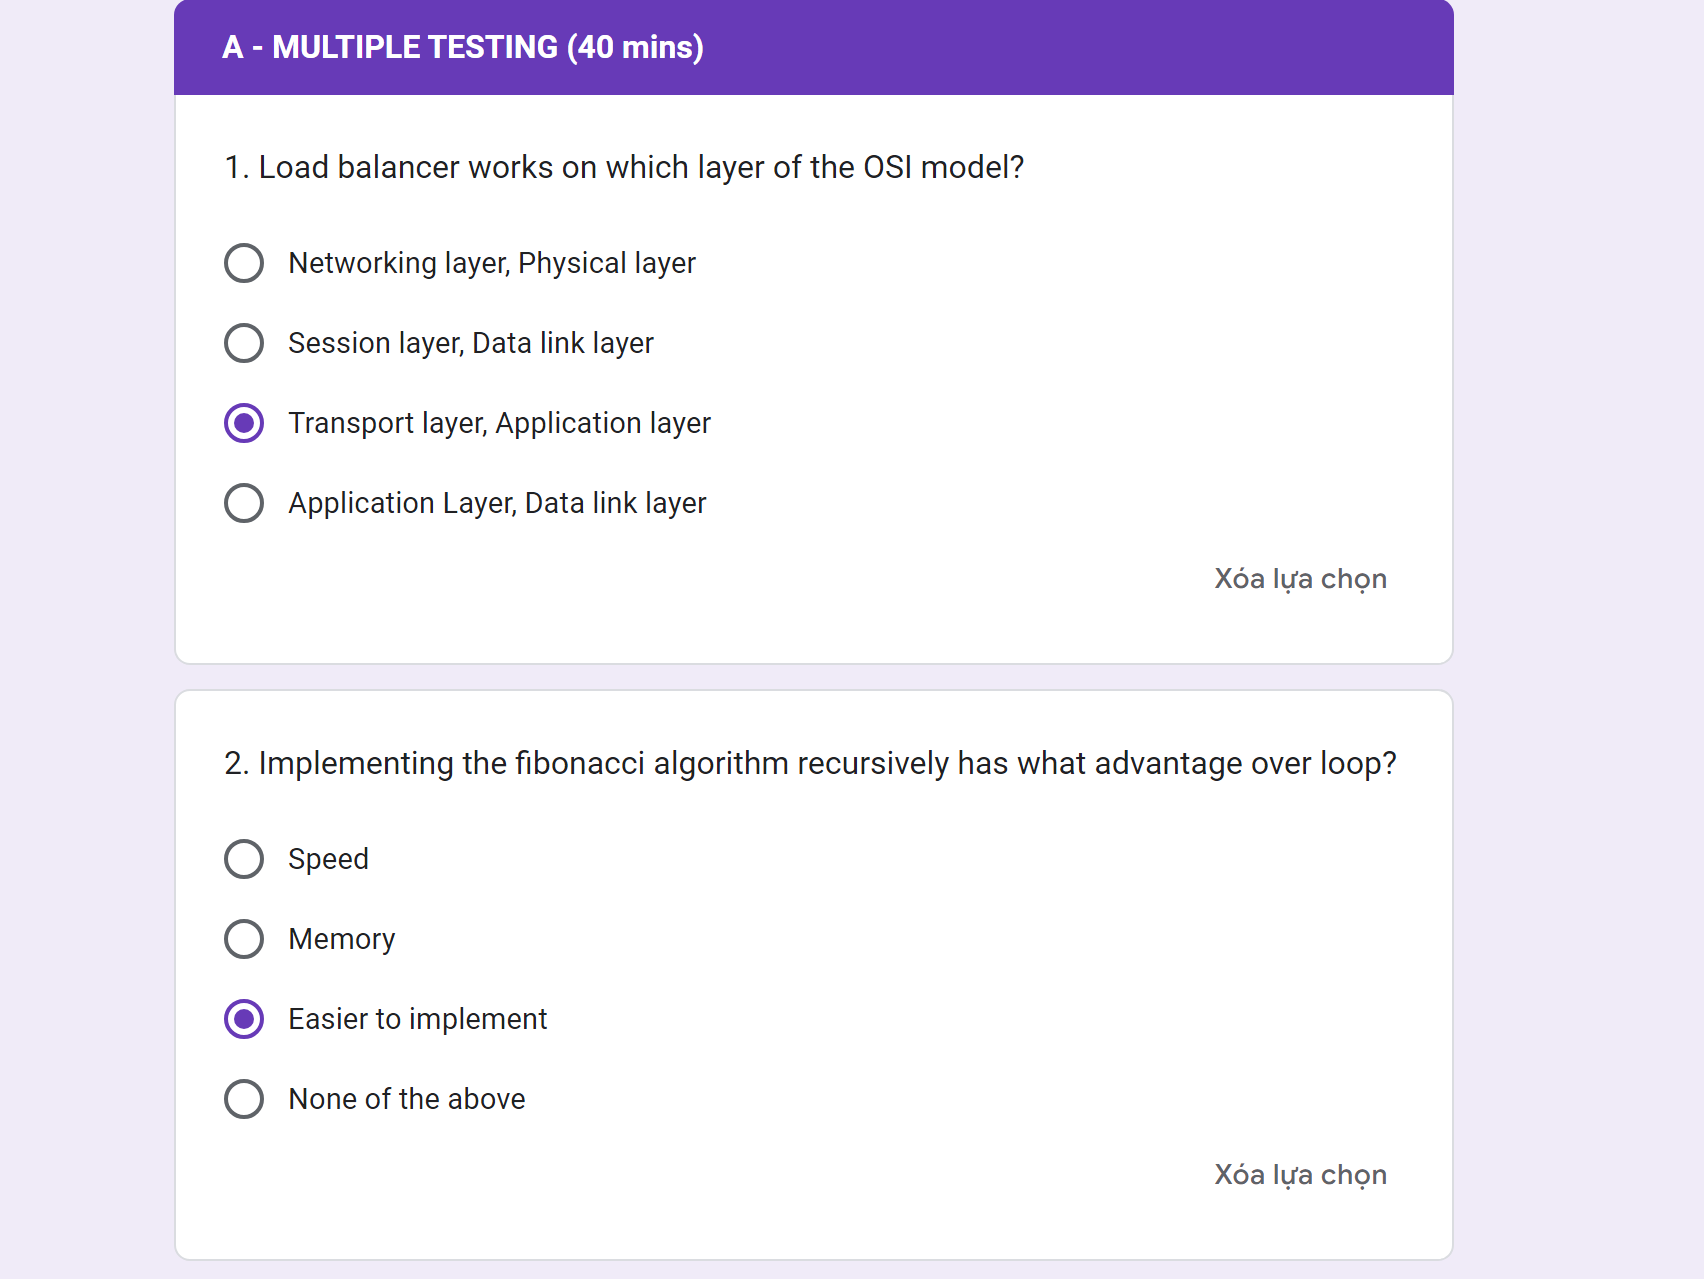 A - MULTIPLE TESTING (40 mins)
1. Load balancer works on which layer of the OSI model?
Networking layer, Physical layer
Session layer, Data link layer
Transport layer, Application layer
Application Layer, Data link layer
Xóa lựa chọn
2. Implementing the fibonacci algorithm recursively has what advantage over loop?
Speed
Memory
Easier to implement
None of the above
Xóa lựa chọn